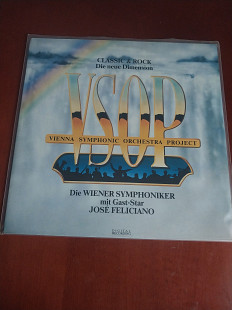 CLASSIC & ROCK
Die neue Dimension
VSOP
VIENNA SYMPHONIC ORCHESTRA PROJECT
Die WIENER SYMPHONIKER
mit Gast-Star
JOSÉ FELICIANO